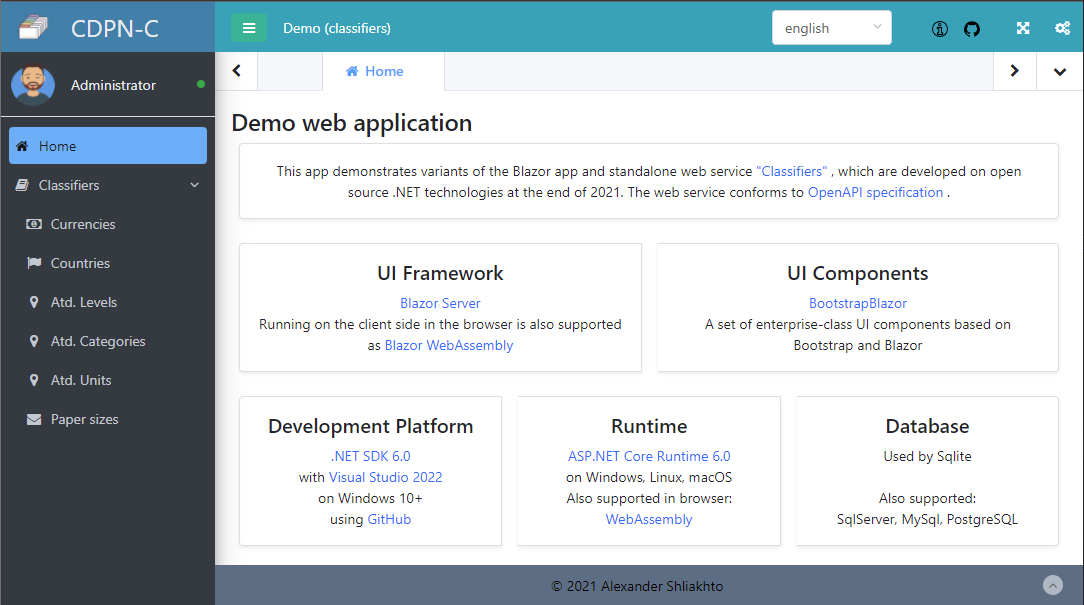 CDPN-C
Demo (classifiers)
english
Administrator
Home
Home
Classifiers
Currencies
Countries
Atd. Levels
Atd. Categories
Atd. Units
Paper sizes
Demo web application
This app demonstrates variants of the Blazor app and standalone web service "Classifiers" , which are developed on open
source .NET technologies at the end of 2021. The web service conforms to OpenAPI specification .
UI Framework
Blazor Server
Running on the client side in the browser is also supported
as Blazor WebAssembly
UI Components
BootstrapBlazor
A set of enterprise-class UI components based on
Bootstrap and Blazor
Development Platform
.NET SDK 6.0
with Visual Studio 2022
on Windows 10+
using GitHub
Runtime
ASP.NET Core Runtime 6.0
on Windows, Linux, macOS
Also supported in browser:
WebAssembly
Database
Used by Sqlite
Also supported:
SqlServer, MySql, PostgreSQL
© 2021 Alexander Shliakhto